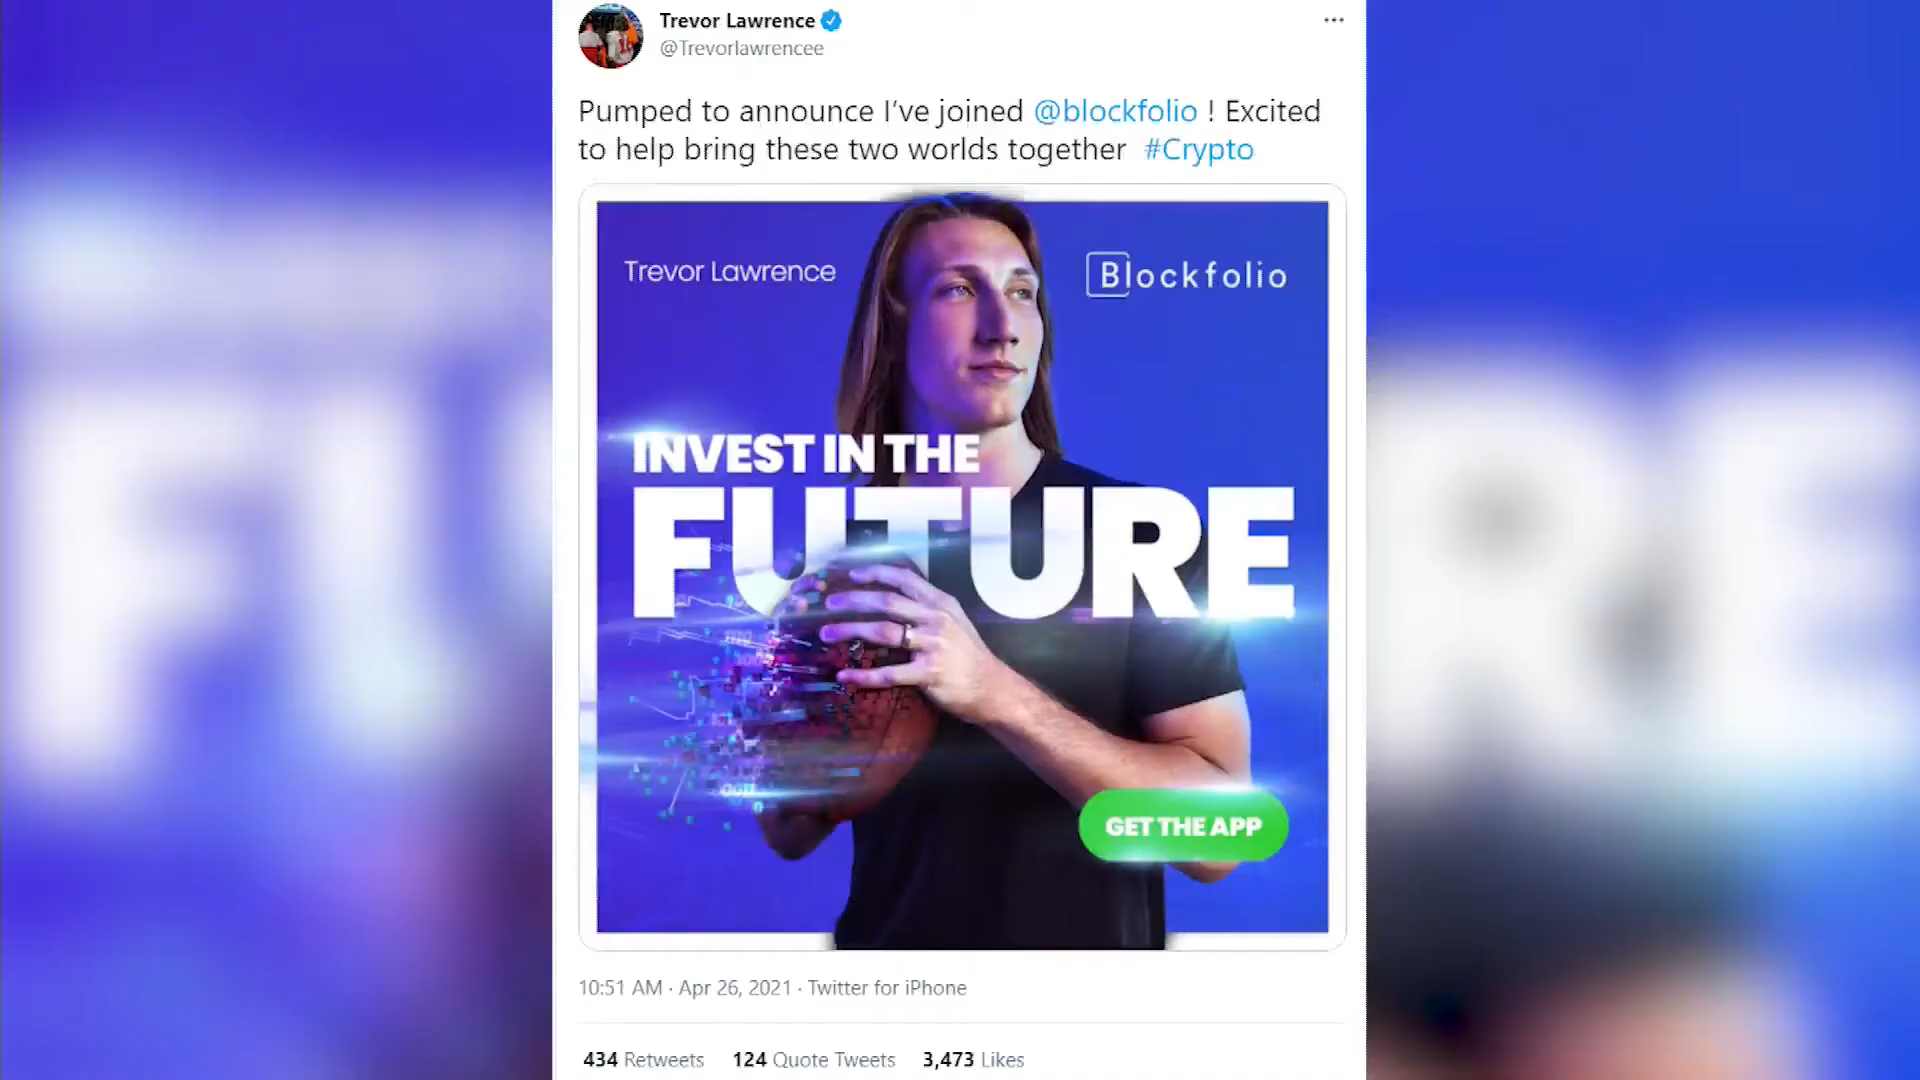 Trevor Lawrence
@Trevorlawrencee
Pumped to announce I've joined @blockfolio ! Excited
to help bring these two worlds together #Crypto
Trevor Lawrence
Blockfolio
INVEST IN THE
FUTURE
GET THE APP
10:51 AM · Apr 26, 2021 · Twitter for iPhone
434 Retweets 124 Quote Tweets 3,473 Likes